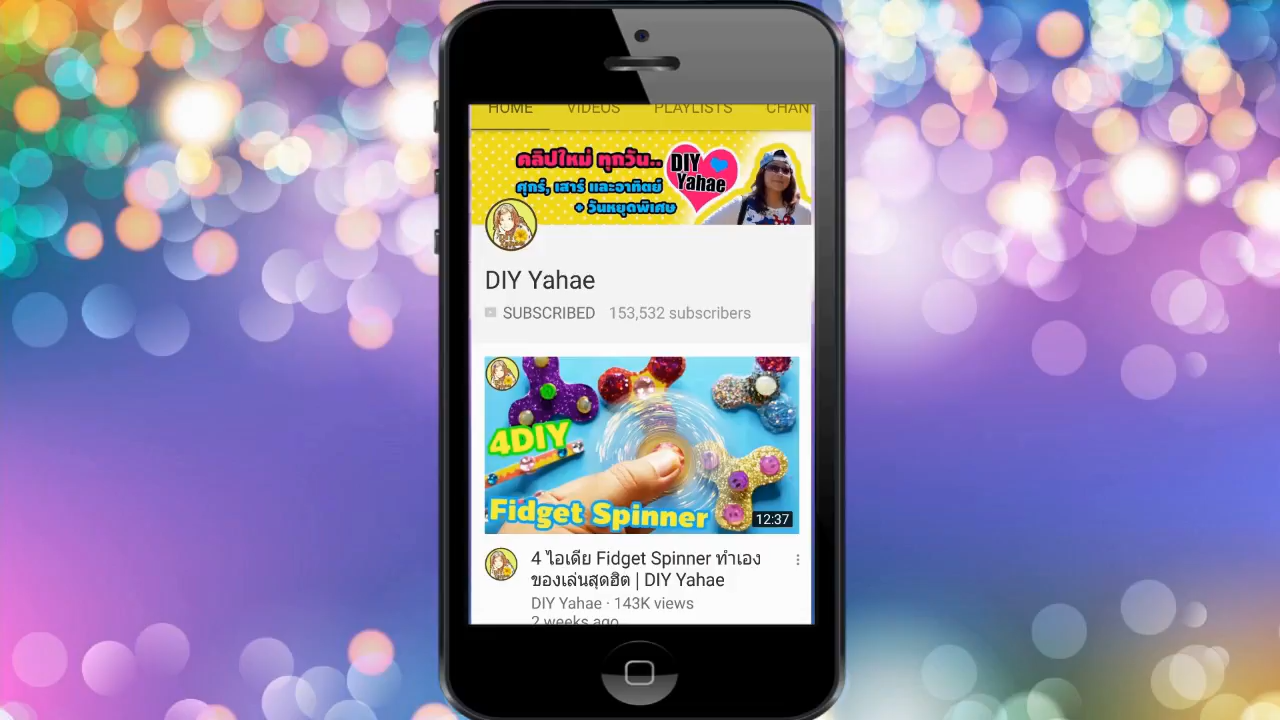 HOME VIDEOS PLAYLISTS CHAN
คลิปใหม่ ทุกวัน..
ศุกร์, เสาร์ และอาทิตย์
+ วันหยุดพิเศษ
DIY
Yahae
DIY Yahae
SUBSCRIBED 153,532 subscribers
4DIY
Fidget Spinner
12:37
4 ไอเดีย Fidget Spinner ทำเอง
ของเล่นสุดฮิต | DIY Yahae
DIY Yahae · 143K views
2 weeks ago